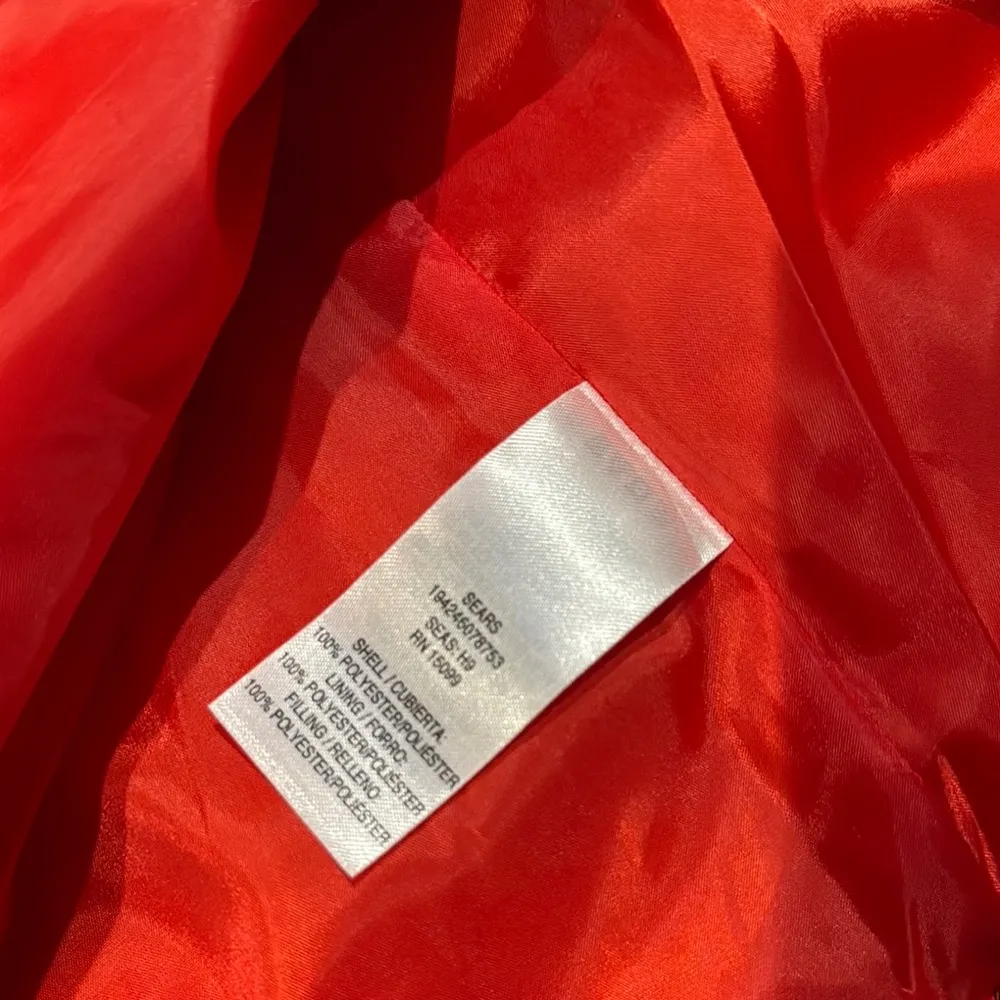 SEARS
194246078753
SEAS: H9
RN 15099
SHELL / CUBIERTA
100% POLYESTER/POLIÉSTER
LINING / FORRO:
100% POLYESTER/POLIÉSTER
FILLING / RELLENO
100% POLYESTER/POLIÉSTER